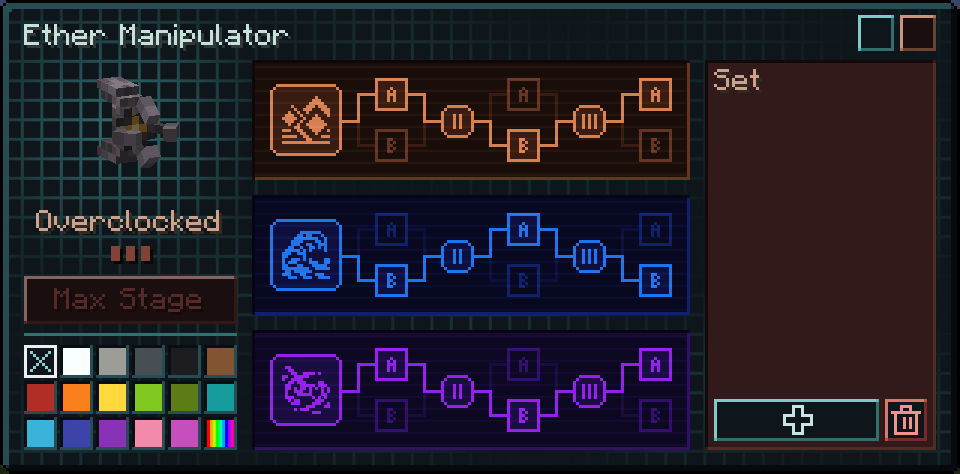 Ether Manipulator
Set
A A A
II III
B B B
Overclocked
A A A
II III
B B B
Max Stage
A A A
II III
B B B